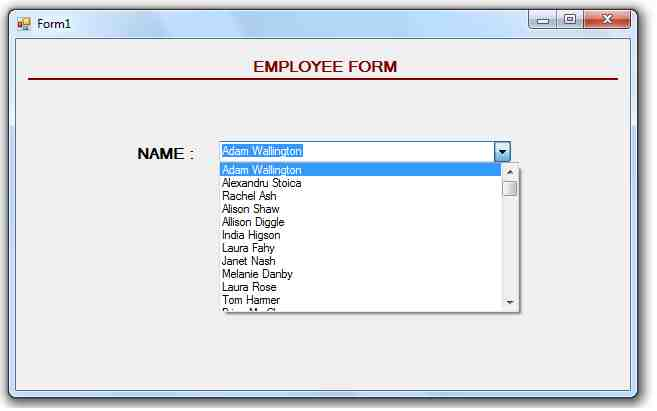 Form1
EMPLOYEE FORM
NAME : Adam Wallington
Adam Wallington
Alexandru Stoica
Rachel Ash
Alison Shaw
Allison Diggle
India Higson
Laura Fahy
Janet Nash
Melanie Danby
Laura Rose
Tom Harmer